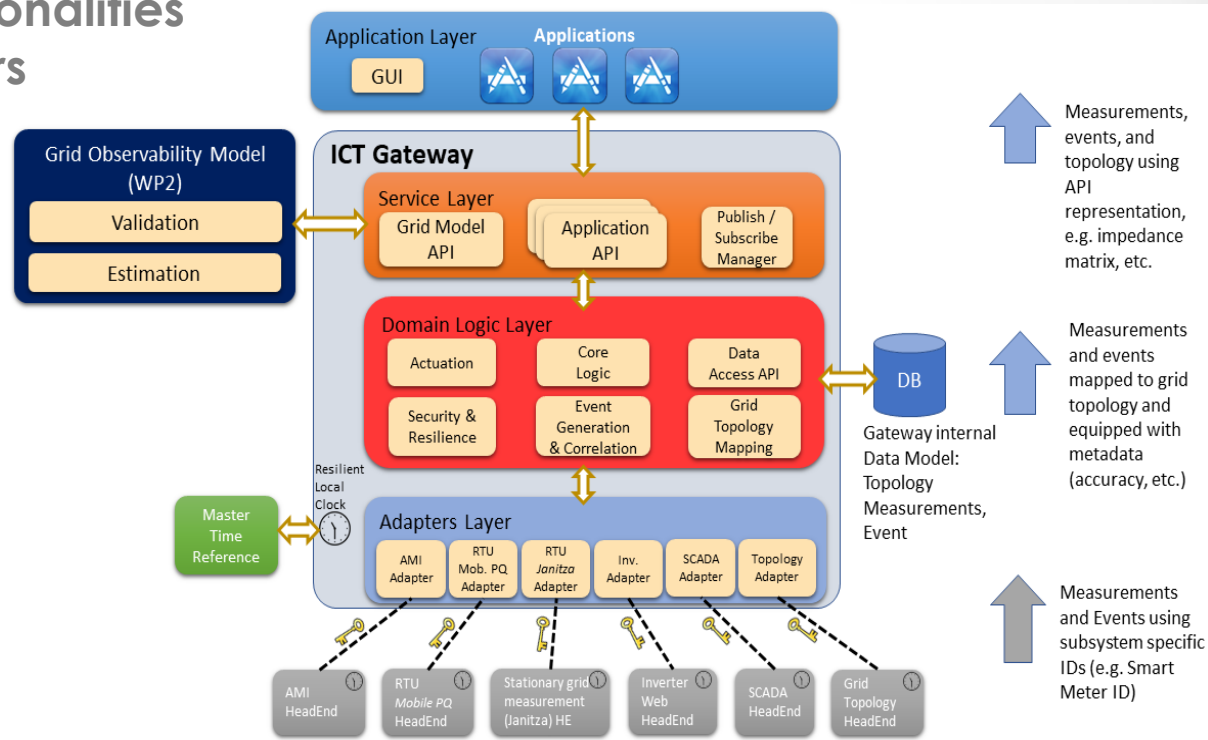 onalities
rs
Application Layer
Applications
GUI
Grid Observability Model
(WP2)
Validation
Estimation
ICT Gateway
Service Layer
Grid Model
API
Application
API
Publish /
Subscribe
Manager
Domain Logic Layer
Actuation
Core
Logic
Data
Access API
Security &
Resilience
Event
Generation
& Correlation
Grid
Topology
Mapping
DB
Gateway internal
Data Model:
Topology
Measurements,
Event
Resilient
Local
Clock
Master
Time
Reference
Adapters Layer
AMI
Adapter
RTU
Mob. PQ
Adapter
RTU
Janitza
Adapter
Inv.
Adapter
SCADA
Adapter
Topology
Adapter
AMI
HeadEnd
RTU
Mobile PQ
HeadEnd
Stationary grid
measurement
(Janitza) HE
Inverter
Web
HeadEnd
SCADA
HeadEnd
Grid
Topology
HeadEnd
Measurements,
events, and
topology using
API
representation,
e.g. impedance
matrix, etc.
Measurements
and events
mapped to grid
topology and
equipped with
metadata
(accuracy, etc.)
Measurements
and Events using
subsystem specific
IDs (e.g. Smart
Meter ID)